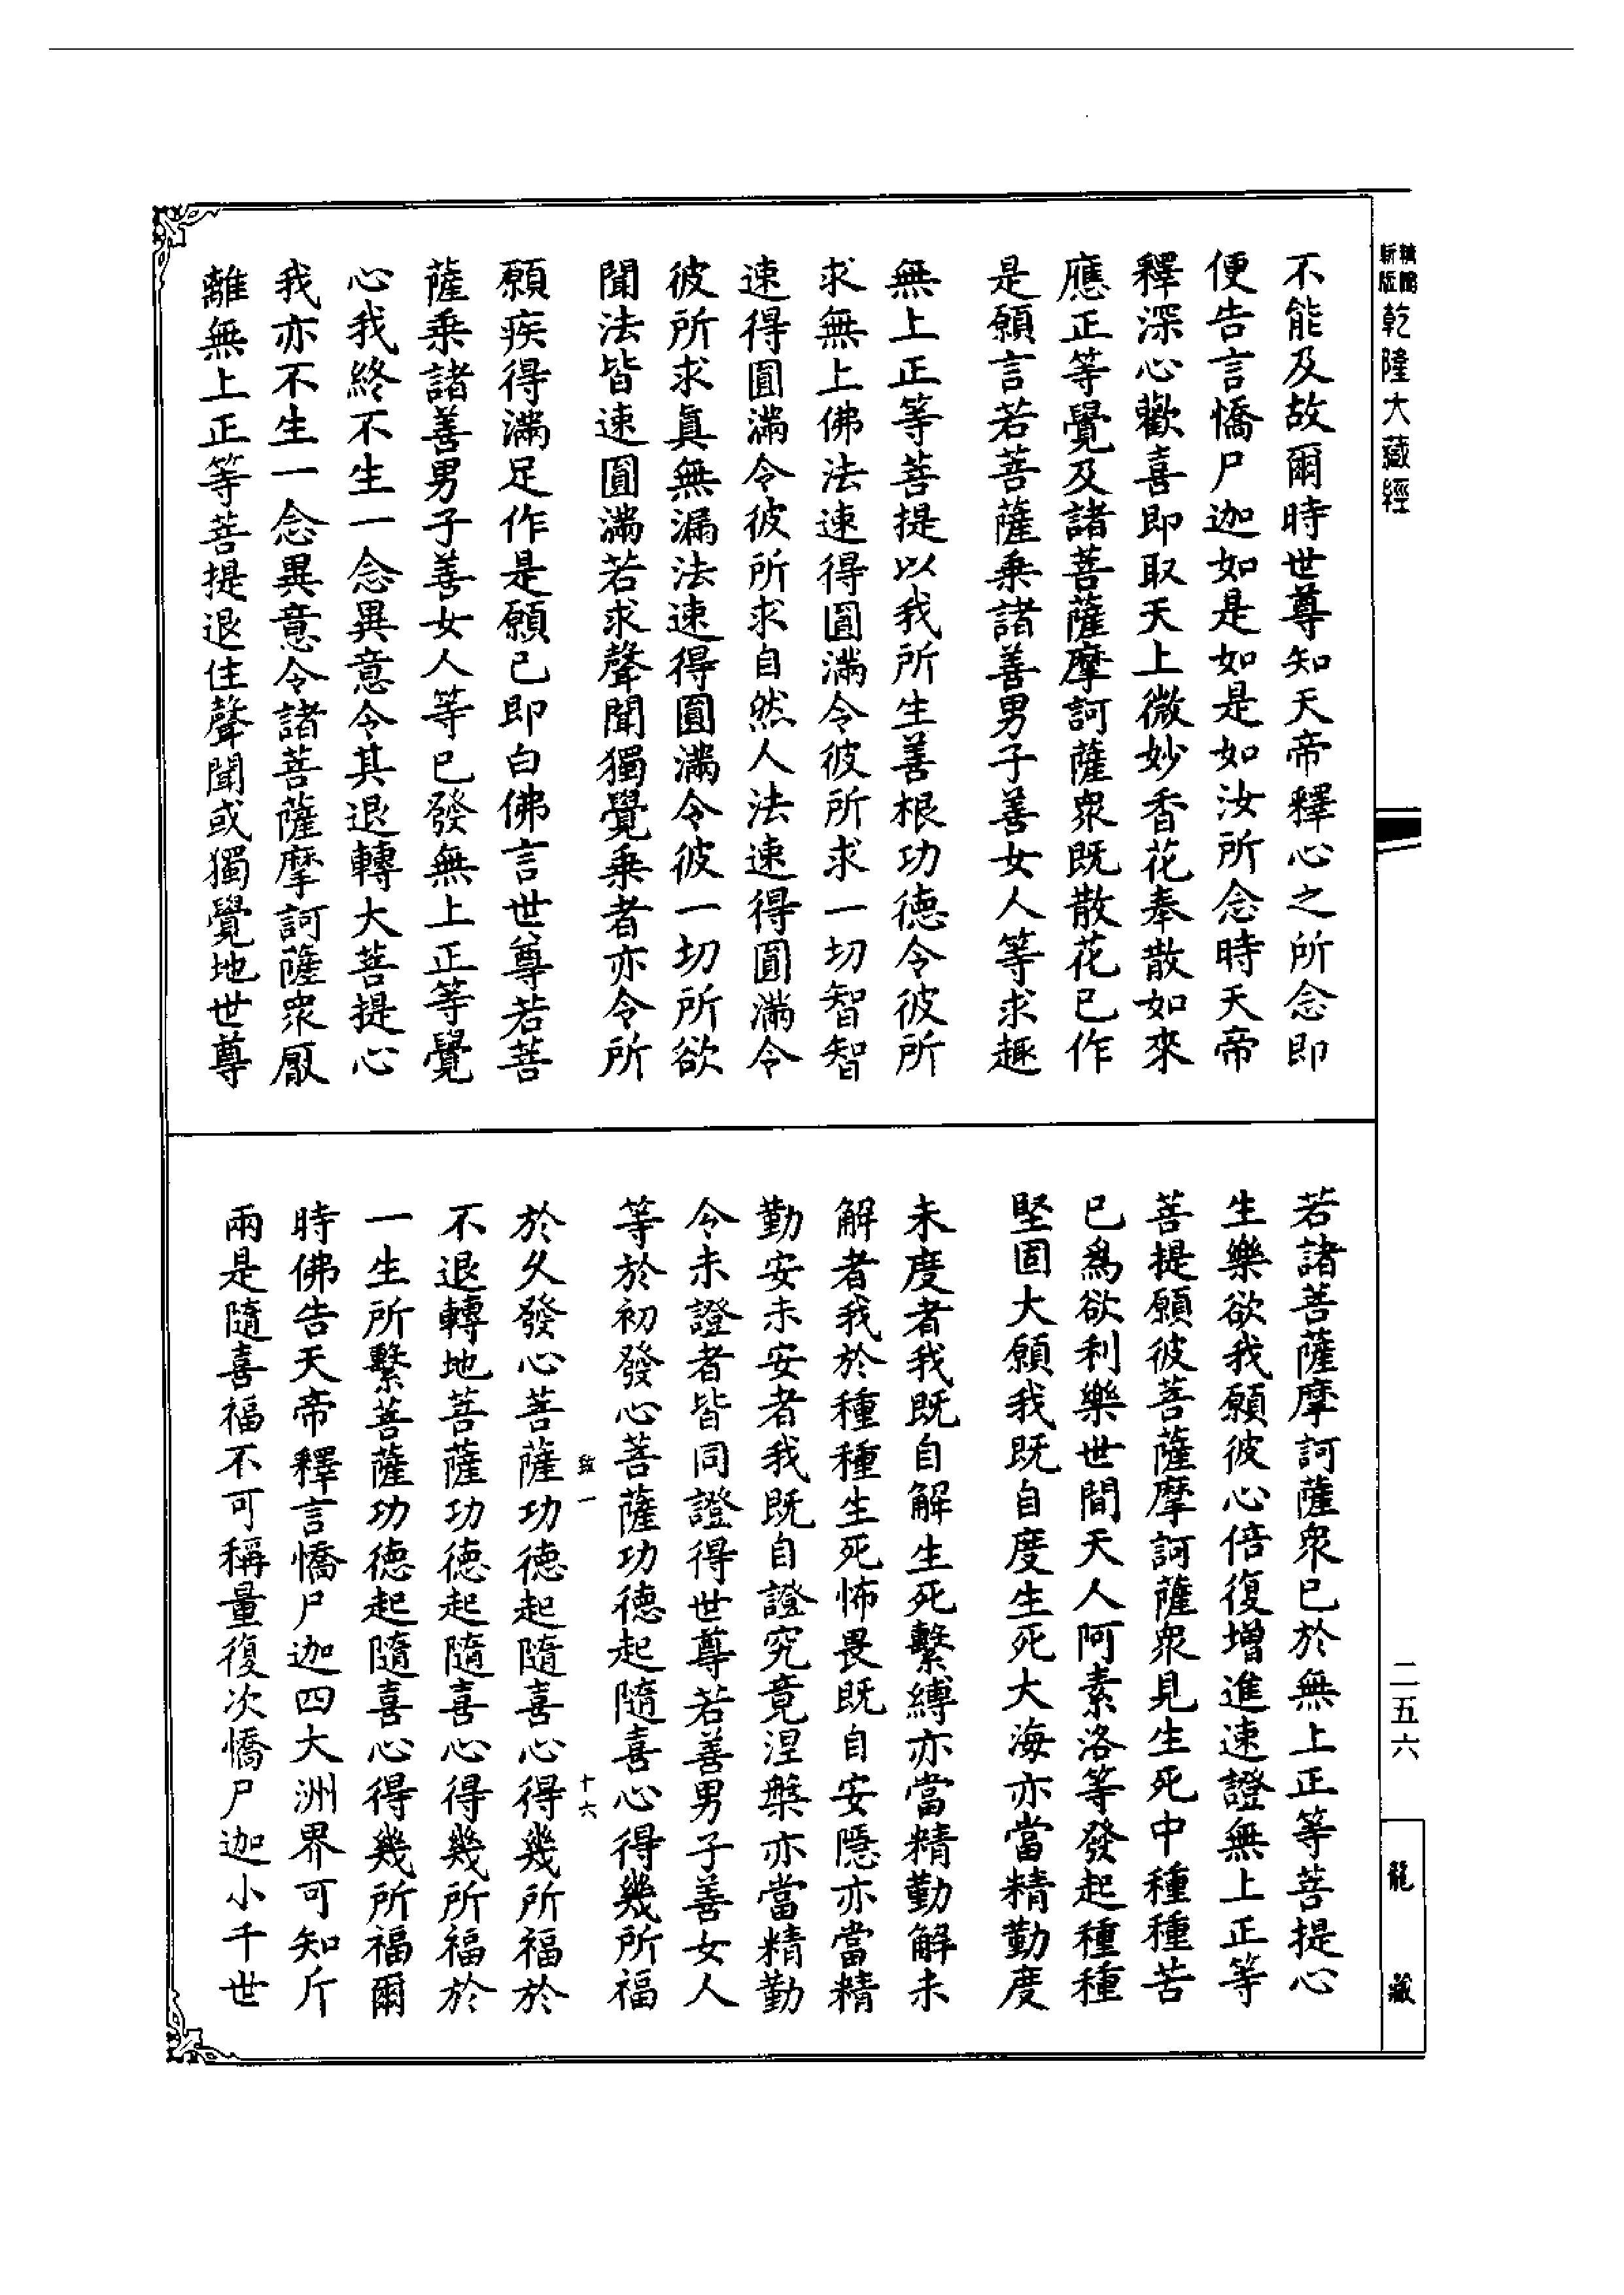 乾隆大藏經
不能及故爾時世尊知天帝釋心之所念即
便告言憍尸迦如是如是如汝所念時天帝
釋深心歡喜即取天上微妙香花奉散如來
應正等覺及諸菩薩摩訶薩衆既散花已作
是願言若菩薩乘諸善男子善女人等求趣
無上正等菩提以我所生善根功德令彼所
求無上佛法速得圓滿令彼所求一切智智
速得圓滿令彼所求自然人法速得圓滿令
彼所求眞無漏法速得圓滿令彼一切所欲
聞法皆速圓滿若求聲聞獨覺乘者亦令所
願疾得滿足作是願已即白佛言世尊若菩
薩乘諸善男子善女人等已發無上正等覺
心我終不生一念異意令其退轉大菩提心
我亦不生一念異意令諸菩薩摩訶薩衆厭
離無上正等菩提退住聲聞或獨覺地世尊
若諸菩薩摩訶薩衆已於無上正等菩提心
生樂欲我願彼心倍復增進速證無上正等
菩提願彼菩薩摩訶薩衆見生死中種種苦
已爲欲利樂世間天人阿素洛等發起種種
堅固大願我既自度生死大海亦當精勤度
未度者我既自解生死繫縛亦當精勤解未
解者我於種種生死怖畏既自安隱亦當精
勤安未安者我既自證究竟涅槃亦當精勤
令未證者皆同證得世尊若善男子善女人
等於初發心菩薩功德起隨喜心得幾所福
一
十六
於久發心菩薩功德起隨喜心得幾所福於
不退轉地菩薩功德起隨喜心得幾所福於
一生所繫菩薩功德起隨喜心得幾所福爾
時佛告天帝釋言憍尸迦四大洲界可知斤
兩是隨喜福不可稱量復次憍尸迦小千世
二五六
龍藏